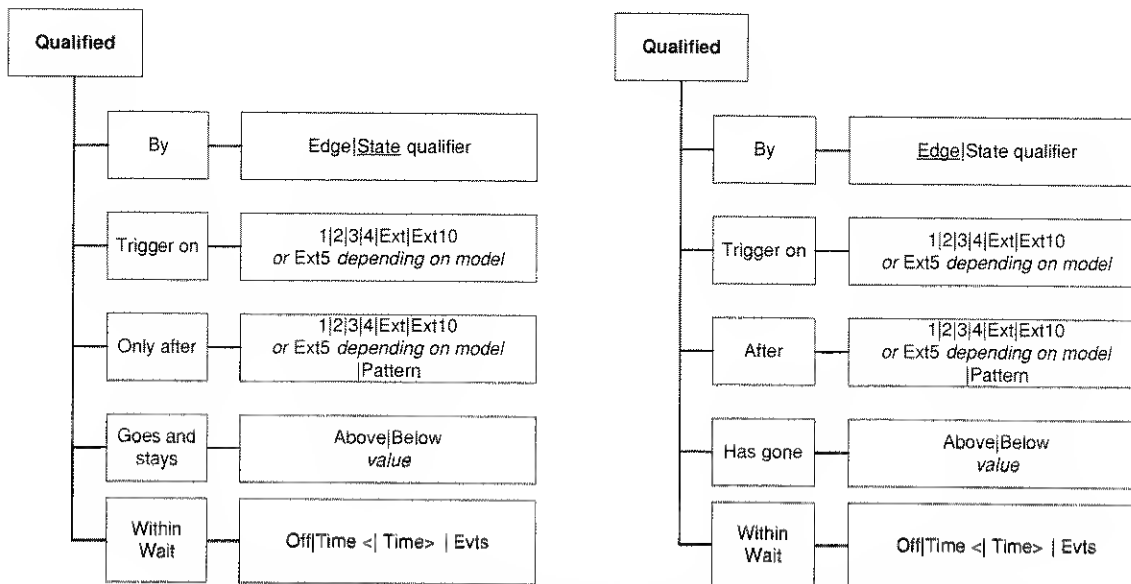 Qualified
By
Edge|State qualifier
Trigger on
1|2|3|4|Ext|Ext10
or Ext5 depending on model
Only after
1|2|3|4|Ext|Ext10
or Ext5 depending on model
|Pattern
Goes and
stays
Above|Below
value
Within
Wait
Off|Time <| Time> | Evts
Qualified
By
Edge|State qualifier
Trigger on
1|2|3|4|Ext|Ext10
or Ext5 depending on model
After
1|2|3|4|Ext|Ext10
or Ext5 depending on model
|Pattern
Has gone
Above|Below
value
Within
Wait
Off|Time <| Time> | Evts